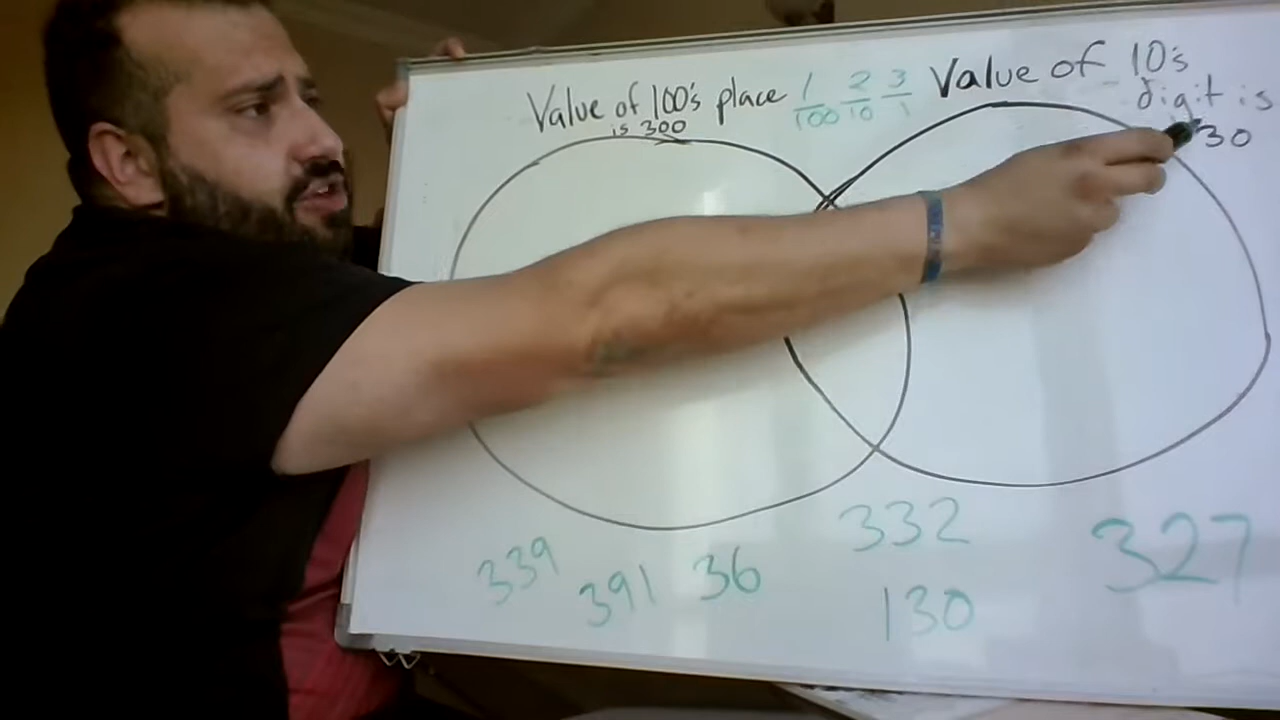 Value of 100's place
is 300
1 2 3
100 10 1
Value of 10's
digit is
30
339 391 36 332 327
130